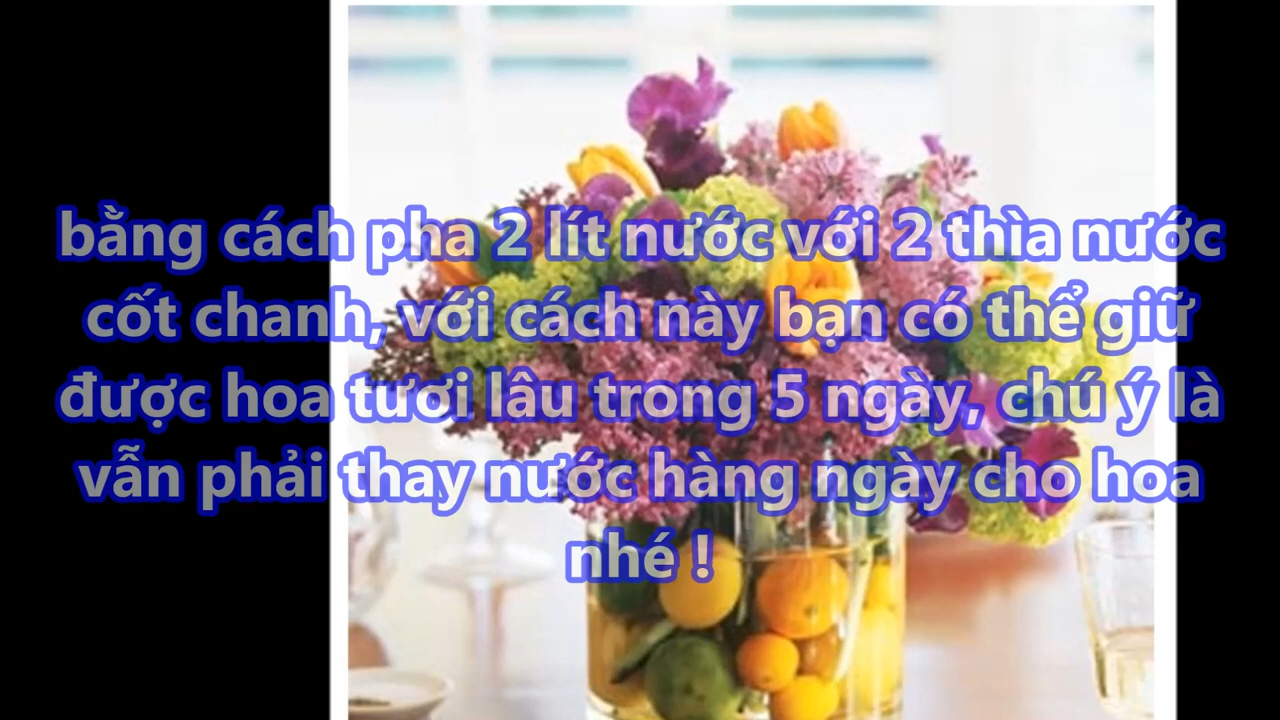 bằng cách pha 2 lít nước với 2 thìa nước
cốt chanh, với cách này bạn có thể giữ
được hoa tươi lâu trong 5 ngày, chú ý là
vẫn phải thay nước hàng ngày cho hoa
nhé !